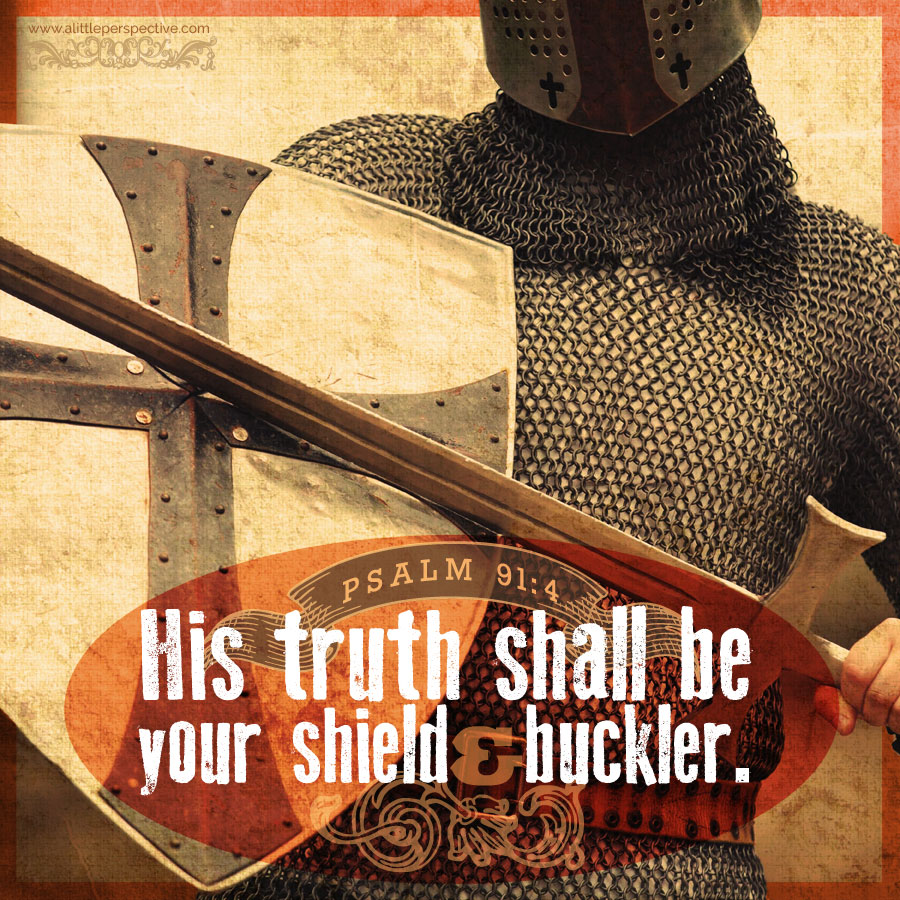 www.alittleperspective.com
PSALM 91:4
His truth shall be
your shield & buckler.